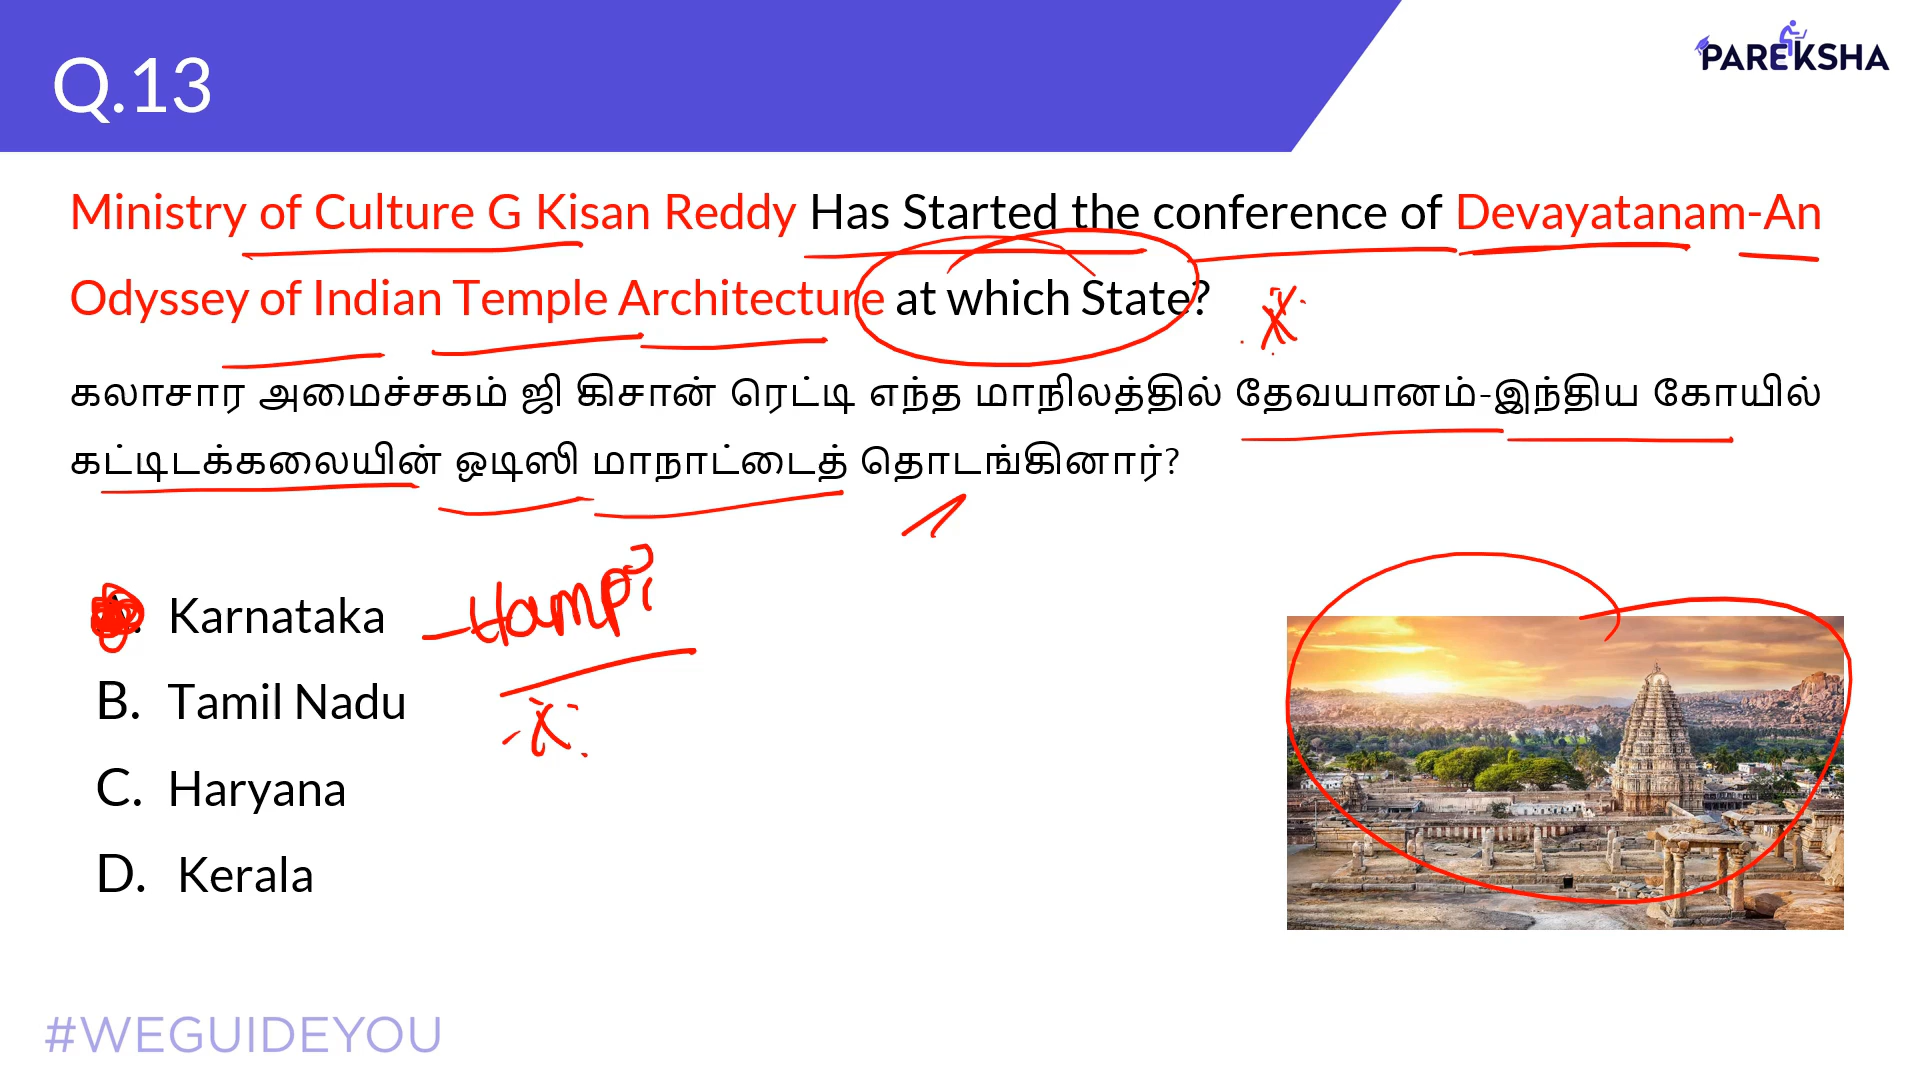 Q.13
PAREKSHA
Ministry of Culture G Kisan Reddy Has Started the conference of Devayatanam-An
Odyssey of Indian Temple Architecture at which State?
கலாசார அமைச்சகம் ஜி கிசான் ரெட்டி எந்த மாநிலத்தில் தேவயானம்-இந்திய கோயில்
கட்டிடக்கலையின் ஒடிஸி மாநாட்டைத் தொடங்கினார்?
Karnataka - Hampi
B. Tamil Nadu
C. Haryana
D. Kerala
#WEGUIDEYOU